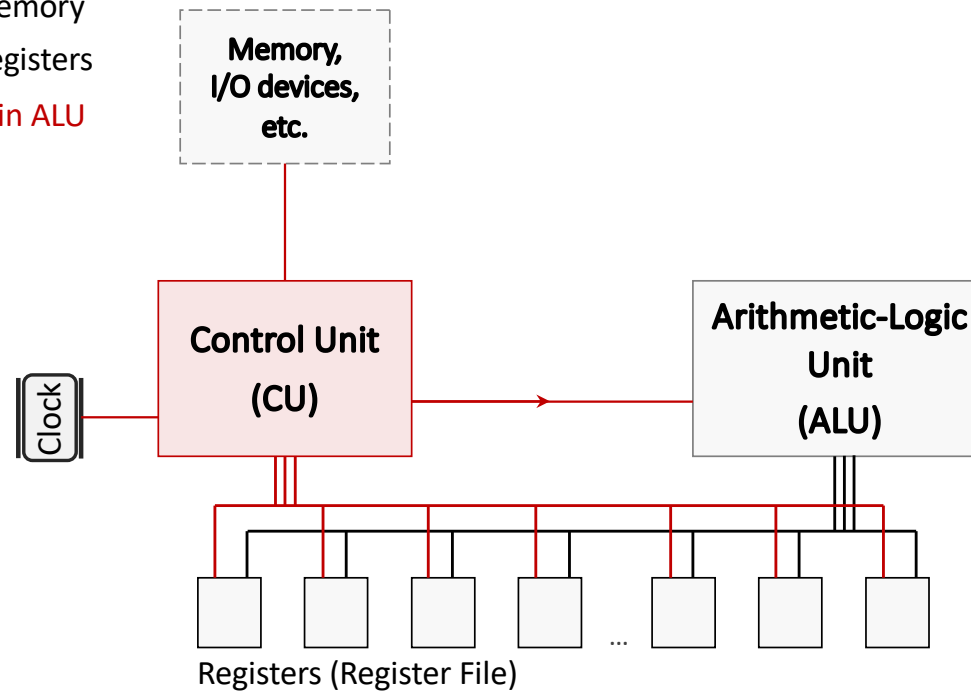 emory
egisters
in ALU
Memory,
I/O devices,
etc.
Control Unit
(CU)
Arithmetic-Logic
Unit
(ALU)
Clock
...
Registers (Register File)